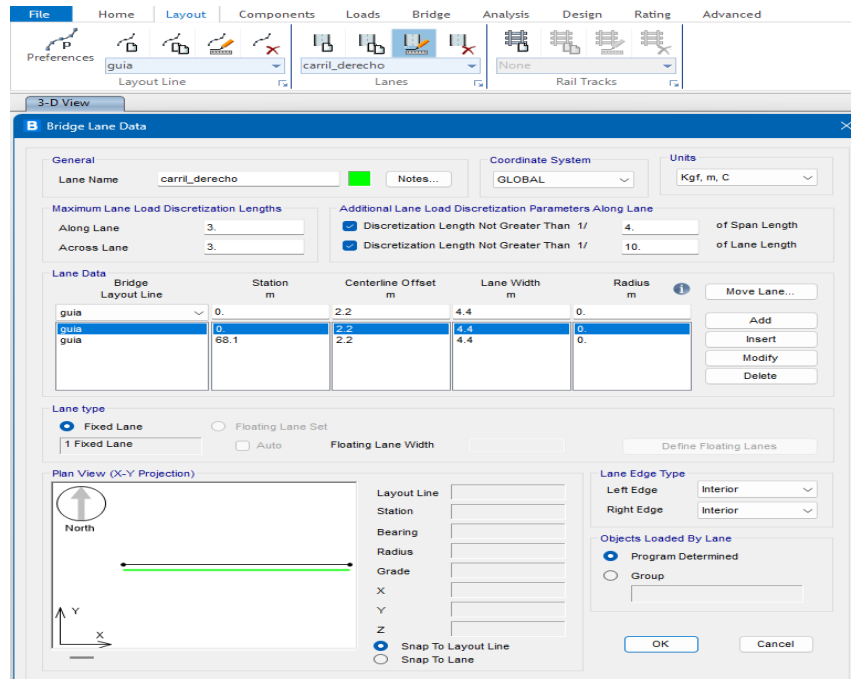 File Home Layout Components Loads Bridge Analysis Design Rating Advanced
P
Preferences
guia carril_derecho None
Layout Line Lanes Rail Tracks
3-D View
B Bridge Lane Data
General Coordinate System Units
Lane Name carril_derecho Notes... GLOBAL Kgf, m, C
Maximum Lane Load Discretization Lengths Additional Lane Load Discretization Parameters Along Lane
Along Lane 3. Discretization Length Not Greater Than 1/ 4. of Span Length
Across Lane 3. Discretization Length Not Greater Than 1/ 10. of Lane Length
Lane Data
Bridge Station Centerline Offset Lane Width Radius
Layout Line m m m m
Move Lane...
guia 0. 2.2 4.4 0.
guia 0. 2.2 4.4 0.
guia 68.1 2.2 4.4 0.
Add
Insert
Modify
Delete
Lane type
Fixed Lane Floating Lane Set
1 Fixed Lane Auto Floating Lane Width Define Floating Lanes
Plan View (X-Y Projection)
North
Y
X
Layout Line
Station
Bearing
Radius
Grade
X
Y
Z
Snap To Layout Line
Snap To Lane
Lane Edge Type
Left Edge Interior
Right Edge Interior
Objects Loaded By Lane
Program Determined
Group
OK Cancel